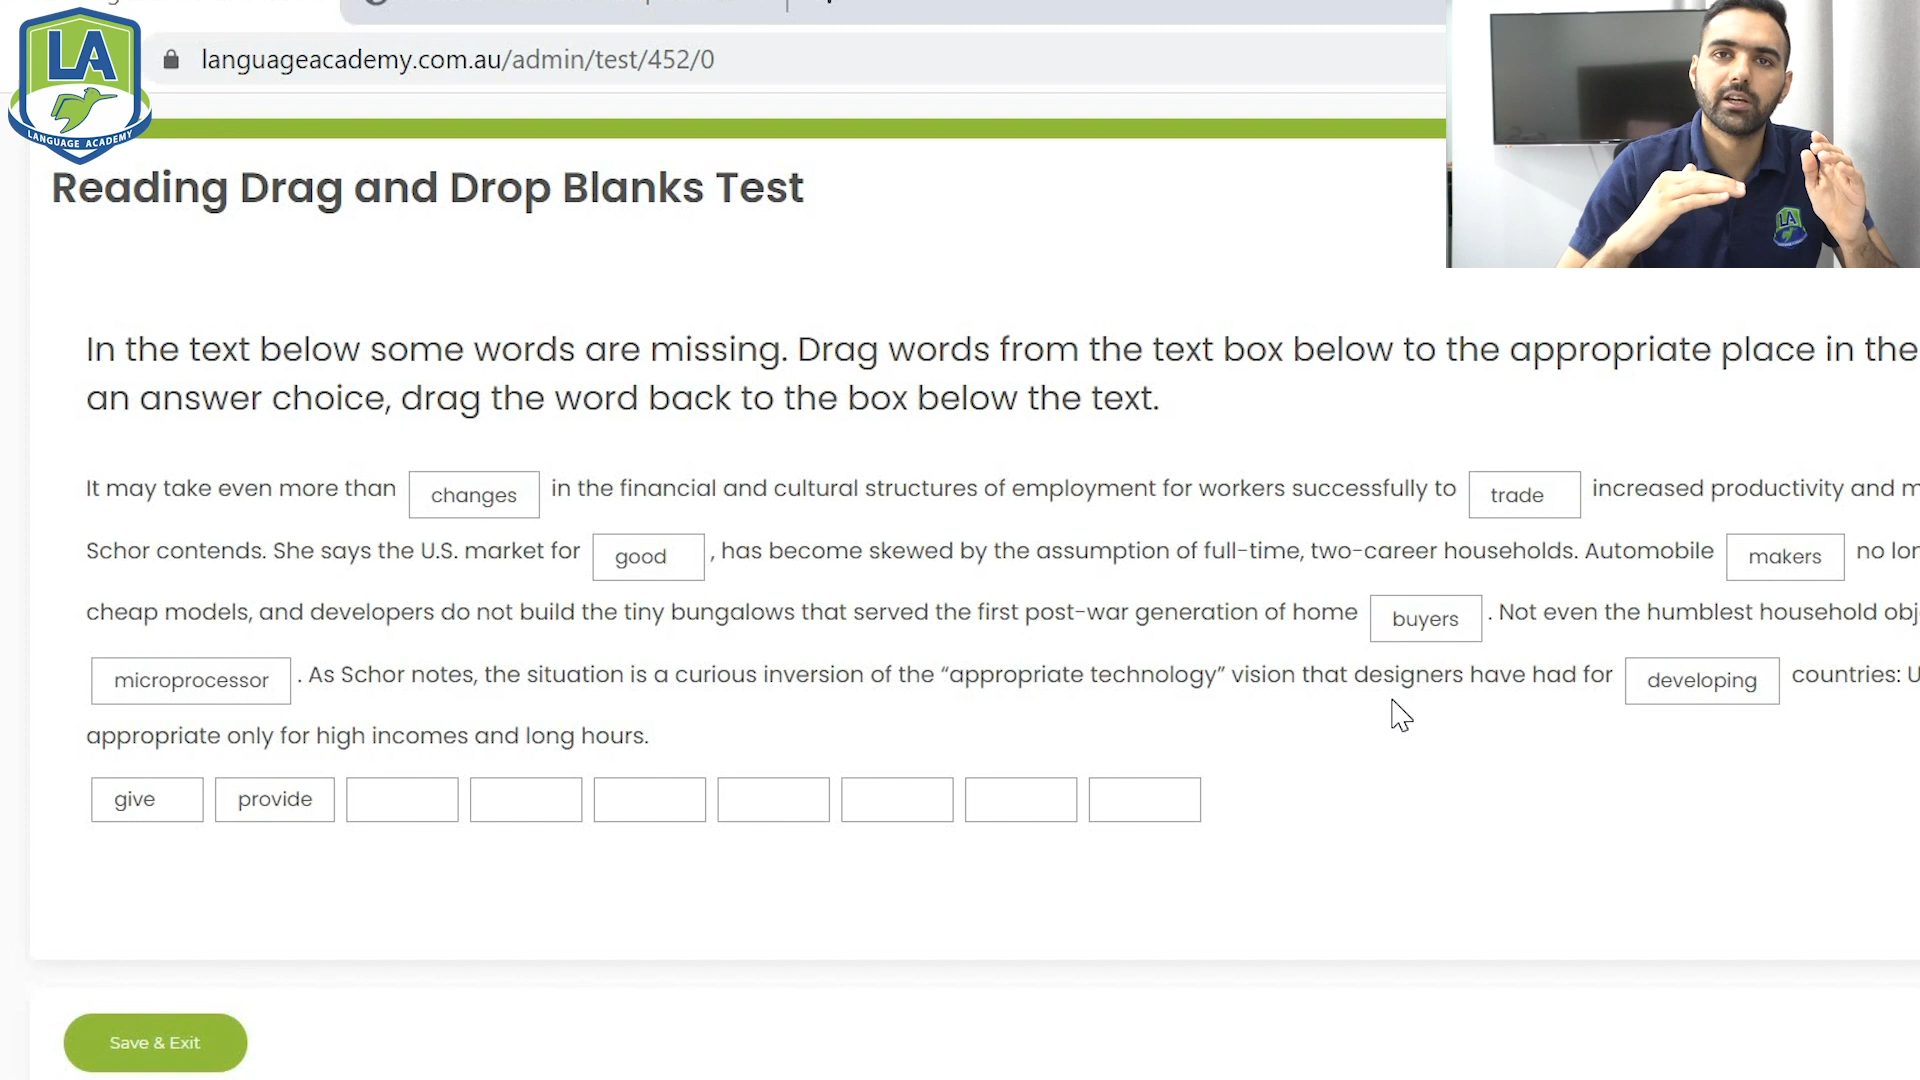 LA
LANGUAGE ACADEMY
languageacademy.com.au/admin/test/452/0
LA
Reading Drag and Drop Blanks Test
In the text below some words are missing. Drag words from the text box below to the appropriate place in the
an answer choice, drag the word back to the box below the text.
It may take even more than changes in the financial and cultural structures of employment for workers successfully to trade increased productivity and m
Schor contends. She says the U.S. market for good , has become skewed by the assumption of full-time, two-career households. Automobile makers no lon
cheap models, and developers do not build the tiny bungalows that served the first post-war generation of home buyers . Not even the humblest household obj
microprocessor . As Schor notes, the situation is a curious inversion of the “appropriate technology” vision that designers have had for developing countries: U
appropriate only for high incomes and long hours.
give provide
Save & Exit